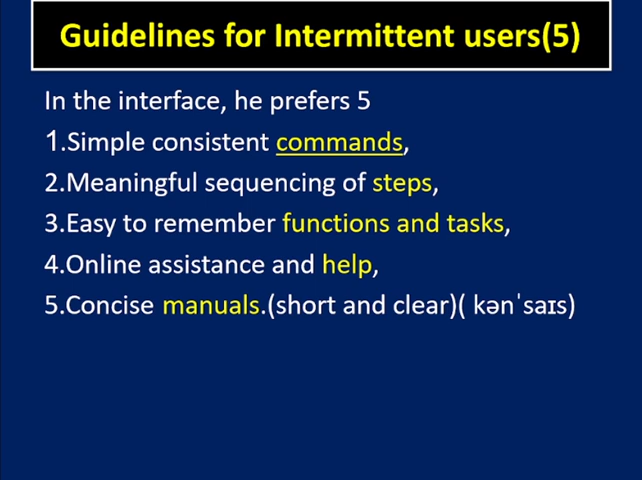 Guidelines for Intermittent users(5)
In the interface, he prefers 5
1.Simple consistent commands,
2.Meaningful sequencing of steps,
3.Easy to remember functions and tasks,
4.Online assistance and help,
5.Concise manuals.(short and clear)( kənˈsaɪs)